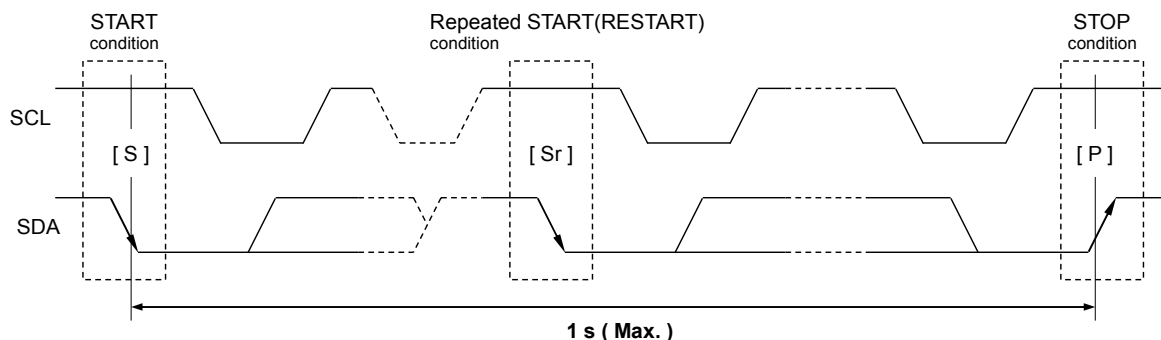 START
condition
Repeated START(RESTART)
condition
STOP
condition
SCL
[ S ]
[ Sr ]
[ P ]
SDA
1 s ( Max. )